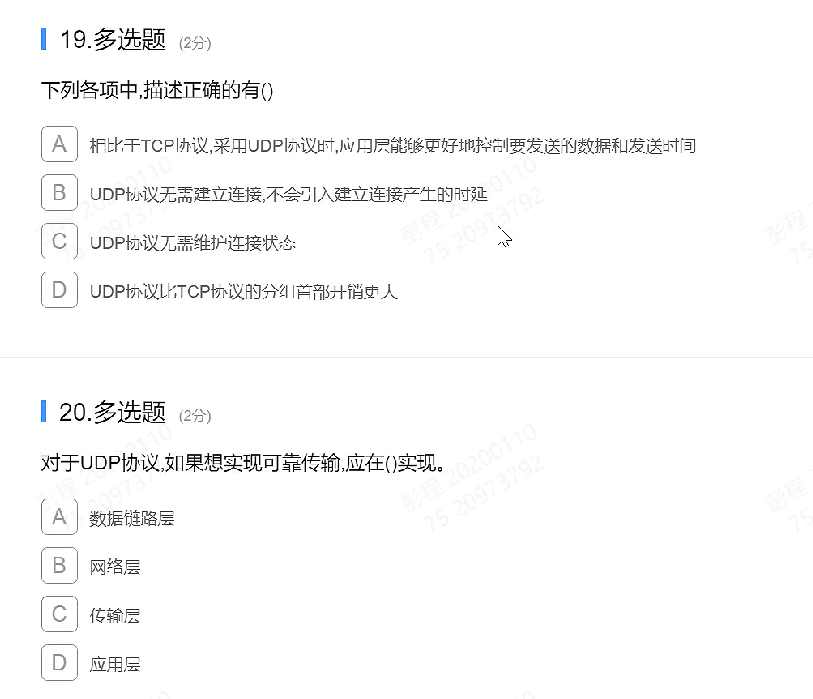 19.多选题 (2分)
下列各项中,描述正确的有()
A 相比于TCP协议,采用UDP协议时,应用层能够更好地控制要发送的数据和发送时间
B UDP协议无需建立连接,不会引入建立连接产生的时延
C UDP协议无需维护连接状态
D UDP协议比TCP协议的分组首部开销更大
20.多选题 (2分)
对于UDP协议,如果想实现可靠传输,应在()实现。
A 数据链路层
B 网络层
C 传输层
D 应用层
彭程 20200110
75 20973792